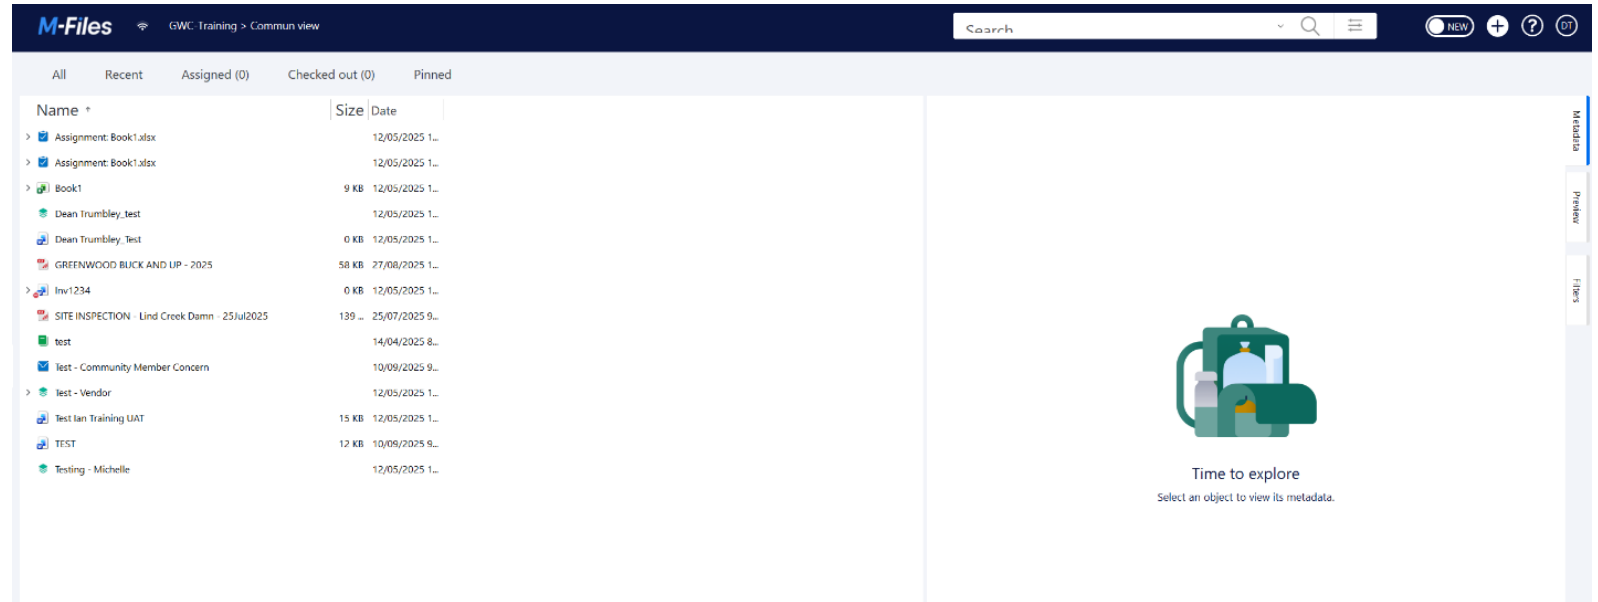 M-Files GWC-Training > Commun view Search NEW ? DT
All Recent Assigned (0) Checked out (0) Pinned
Name Size Date
Assignment: Book1.xlsx 12/05/2025 1...
Assignment: Book1.xlsx 12/05/2025 1...
Book1 9 KB 12/05/2025 1...
Dean Trumbley_test 12/05/2025 1...
Dean Trumbley_Test 0 KB 12/05/2025 1...
GREENWOOD BUCK AND UP - 2025 58 KB 27/08/2025 1...
Inv1234 0 KB 12/05/2025 1...
SITE INSPECTION - Lind Creek Damn - 25Jul2025 139 ... 25/07/2025 9...
test 14/04/2025 8...
Test - Community Member Concern 10/09/2025 9...
Test - Vendor 12/05/2025 1...
Test Ian Training UAT 15 KB 12/05/2025 1...
TEST 12 KB 10/09/2025 9...
Testing - Michelle 12/05/2025 1...
Time to explore
Select an object to view its metadata.
Metadata
Preview
Filters